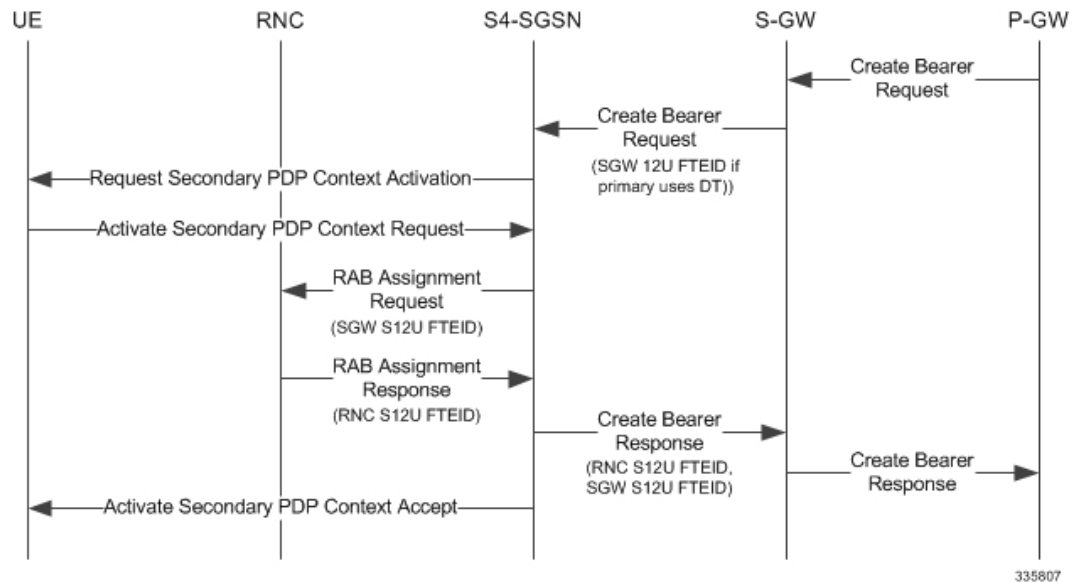 UE
RNC
S4-SGSN
S-GW
P-GW
Create Bearer
Request
Create Bearer
Request
(SGW 12U FTEID if
primary uses DT))
Request Secondary PDP Context Activation
Activate Secondary PDP Context Request
RAB Assignment
Request
(SGW S12U FTEID)
RAB Assignment
Response
(RNC S12U FTEID)
Create Bearer
Response
(RNC S12U FTEID,
SGW S12U FTEID)
Create Bearer
Response
Activate Secondary PDP Context Accept
335807